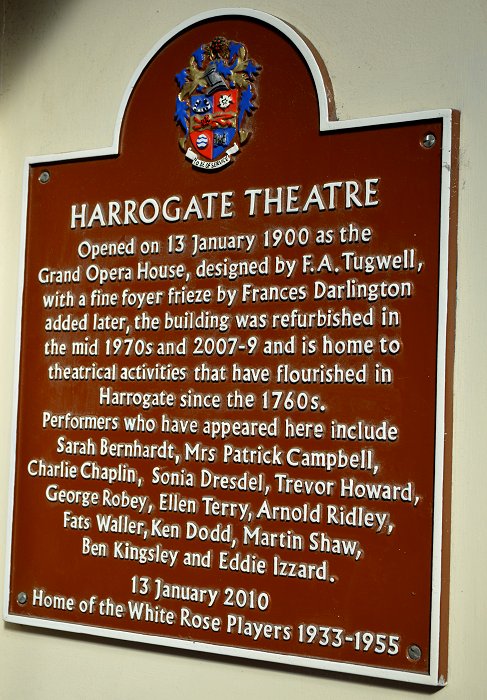 HARROGATE THEATRE
Opened on 13 January 1900 as the
Grand Opera House, designed by F.A. Tugwell,
with a fine foyer frieze by Frances Darlington
added later, the building was refurbished in
the mid 1970s and 2007-9 and is home to
theatrical activities that have flourished in
Harrogate since the 1760s.
Performers who have appeared here include
Sarah Bernhardt, Mrs Patrick Campbell,
Charlie Chaplin, Sonia Dresdel, Trevor Howard,
George Robey, Ellen Terry, Arnold Ridley,
Fats Waller, Ken Dodd, Martin Shaw,
Ben Kingsley and Eddie Izzard.
13 January 2010
Home of the White Rose Players 1933-1955